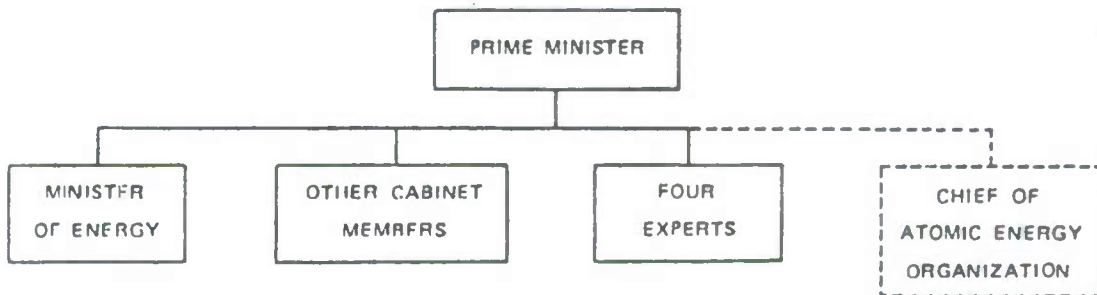 PRIME MINISTER
MINISTER
OF ENERGY
OTHER CABINET
MEMBERS
FOUR
EXPERTS
CHIEF OF
ATOMIC ENERGY
ORGANIZATION